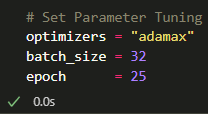 # Set Parameter Tuning
optimizers = "adamax"
batch_size = 32
epoch = 25
✓ 0.0s